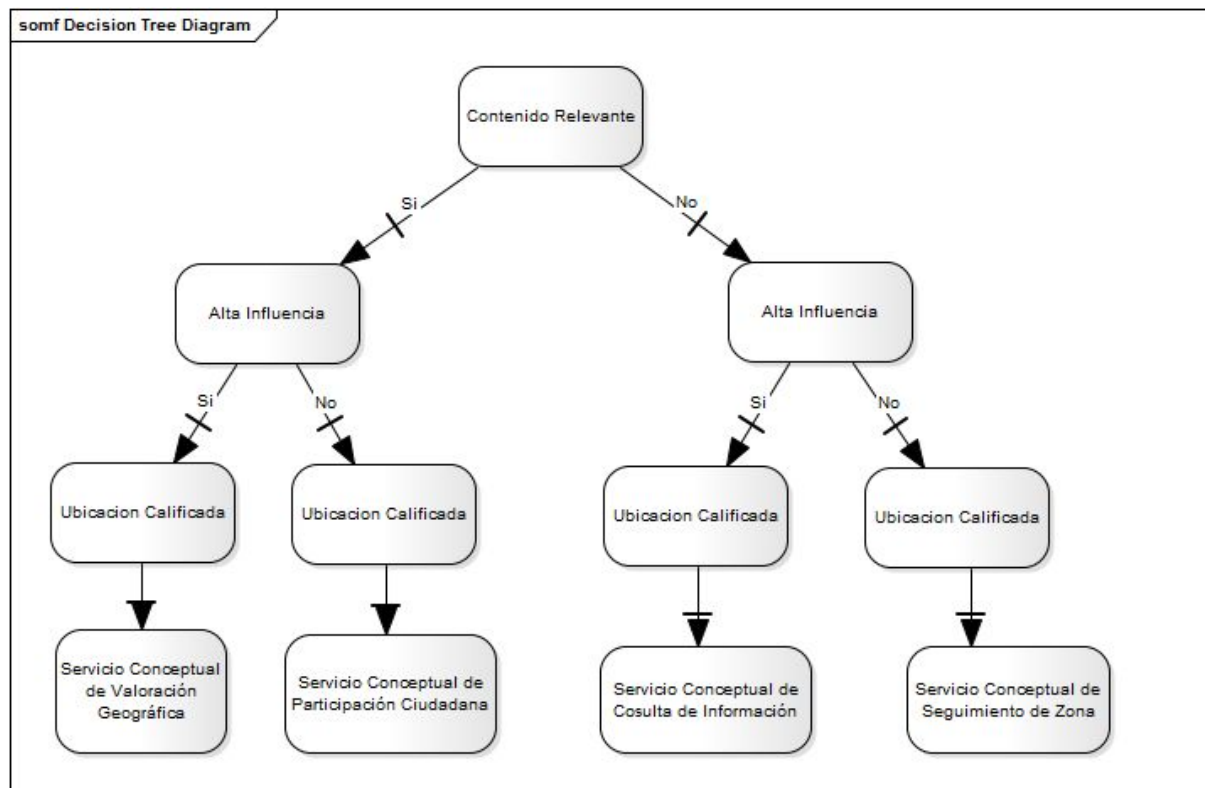 somf Decision Tree Diagram
Contenido Relevante
Si
No
Alta Influencia
Alta Influencia
Si
No
Si
No
Ubicacion Calificada
Ubicacion Calificada
Ubicacion Calificada
Ubicacion Calificada
Servicio Conceptual
de Valoración
Geográfica
Servicio Conceptual de
Participación Ciudadana
Servicio Conceptual de
Cosulta de Información
Servicio Conceptual de
Seguimiento de Zona